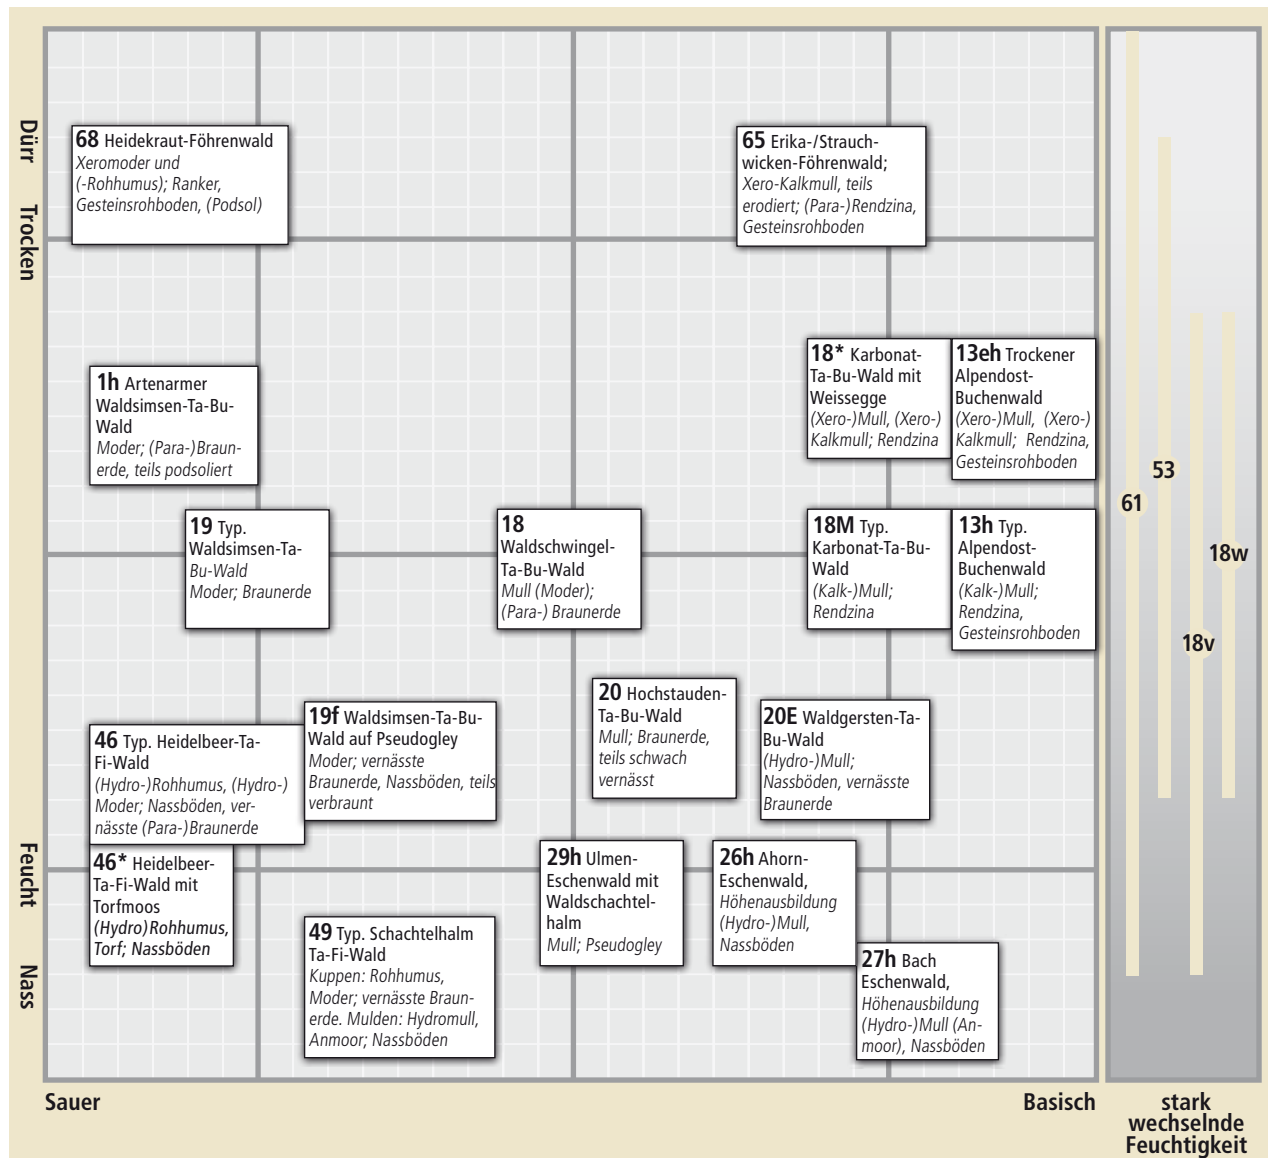 Dürr
Trocken
Feucht
Nass
68 Heidekraut-Föhrenwald
Xeromoder und
(-Rohhumus); Ranker,
Gesteinsrohboden, (Podsol)
65 Erika-/Strauch-
wicken-Föhrenwald;
Xero-Kalkmull, teils
erodiert; (Para-)Rendzina,
Gesteinsrohboden
18* Karbonat-
Ta-Bu-Wald mit
Weissegge
(Xero-)Mull, (Xero-)
Kalkmull; Rendzina
13eh Trockener
Alpendost-
Buchenwald
(Xero-)Mull, (Xero-)
Kalkmull; Rendzina,
Gesteinsrohboden
1h Artenarmer
Waldsimsen-Ta-Bu-
Wald
Moder; (Para-)Braun-
erde, teils podsoliert
19 Typ.
Waldsimsen-Ta-
Bu-Wald
Moder; Braunerde
18
Waldschwingel-
Ta-Bu-Wald
Mull (Moder);
(Para-) Braunerde
18M Typ.
Karbonat-Ta-Bu-
Wald
(Kalk-)Mull;
Rendzina
13h Typ.
Alpendost-
Buchenwald
(Kalk-)Mull;
Rendzina,
Gesteinsrohboden
46 Typ. Heidelbeer-Ta-
Fi-Wald
(Hydro-)Rohhumus, (Hydro-)
Moder; Nassböden, ver-
nässte (Para-)Braunerde
19f Waldsimsen-Ta-Bu-
Wald auf Pseudogley
Moder; vernässte
Braunerde, Nassböden, teils
verbraunt
20 Hochstauden-
Ta-Bu-Wald
Mull; Braunerde,
teils schwach
vernässt
20E Waldgersten-Ta-
Bu-Wald
(Hydro-)Mull;
Nassböden, vernässte
Braunerde
46* Heidelbeer-
Ta-Fi-Wald mit
Torfmoos
(Hydro)Rohhumus,
Torf; Nassböden
49 Typ. Schachtelhalm
Ta-Fi-Wald
Kuppen: Rohhumus,
Moder; vernässte Braun-
erde. Mulden: Hydromull,
Anmoor; Nassböden
29h Ulmen-
Eschenwald mit
Waldschachtel-
halm
Mull; Pseudogley
26h Ahorn-
Eschenwald,
Höhenausbildung
(Hydro-)Mull,
Nassböden
27h Bach
Eschenwald,
Höhenausbildung
(Hydro-)Mull (An-
moor), Nassböden
61
53
18v
18w
Sauer
Basisch
stark
wechselnde
Feuchtigkeit